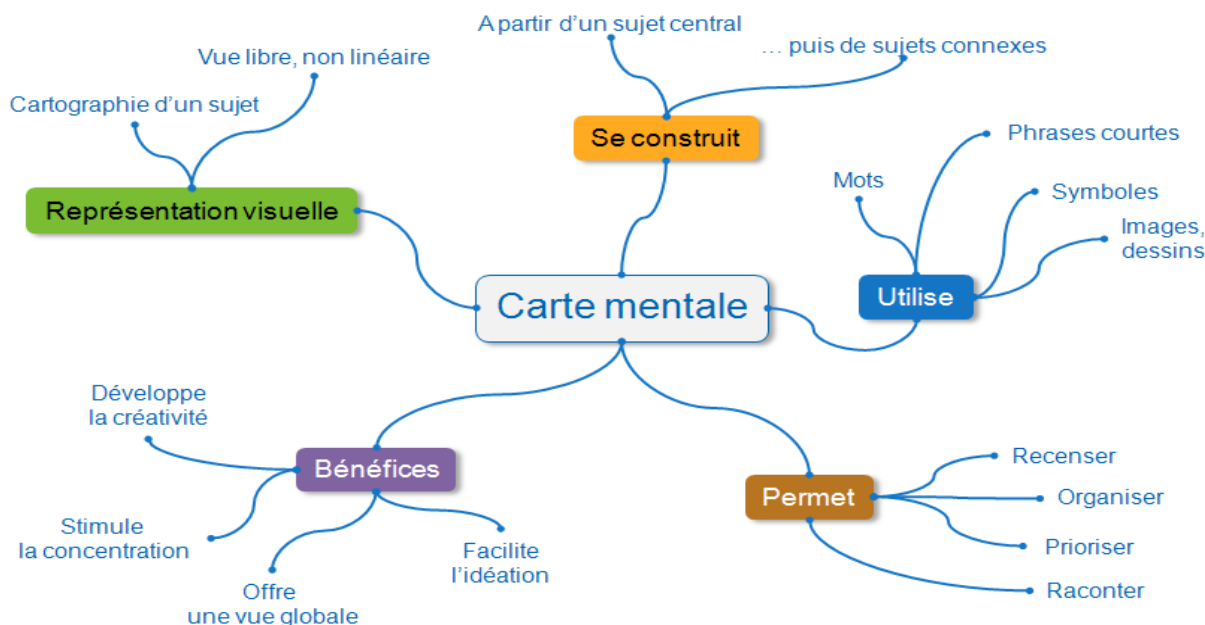 A partir d'un sujet central
… puis de sujets connexes
Vue libre, non linéaire
Cartographie d'un sujet
Se construit
Phrases courtes
Mots
Symboles
Images,
dessins
Représentation visuelle
Carte mentale
Utilise
Développe
la créativité
Bénéfices
Stimule
la concentration
Offre
une vue globale
Facilite
l'idéation
Permet
Recenser
Organiser
Prioriser
Raconter